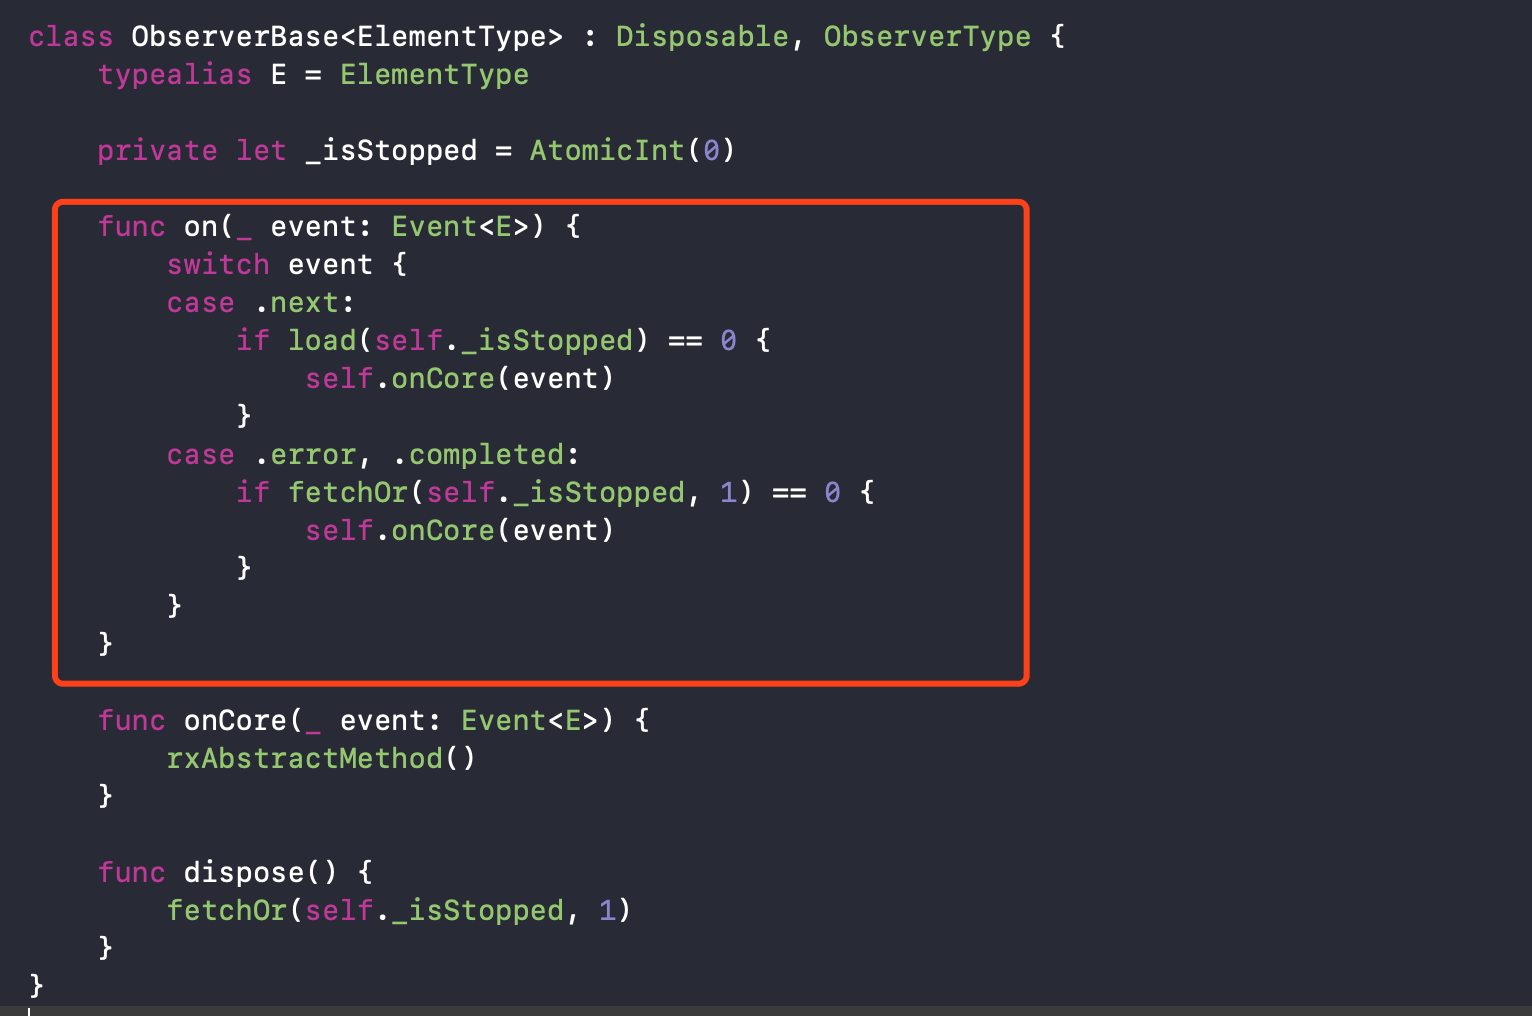 class ObserverBase<ElementType> : Disposable, ObserverType {
    typealias E = ElementType
    private let _isStopped = AtomicInt(0)
    func on(_ event: Event<E>) {
        switch event {
        case .next:
            if load(self._isStopped) == 0 {
                self.onCore(event)
            }
        case .error, .completed:
            if fetchOr(self._isStopped, 1) == 0 {
                self.onCore(event)
            }
        }
    }
    func onCore(_ event: Event<E>) {
        rxAbstractMethod()
    }
    func dispose() {
        fetchOr(self._isStopped, 1)
    }
}